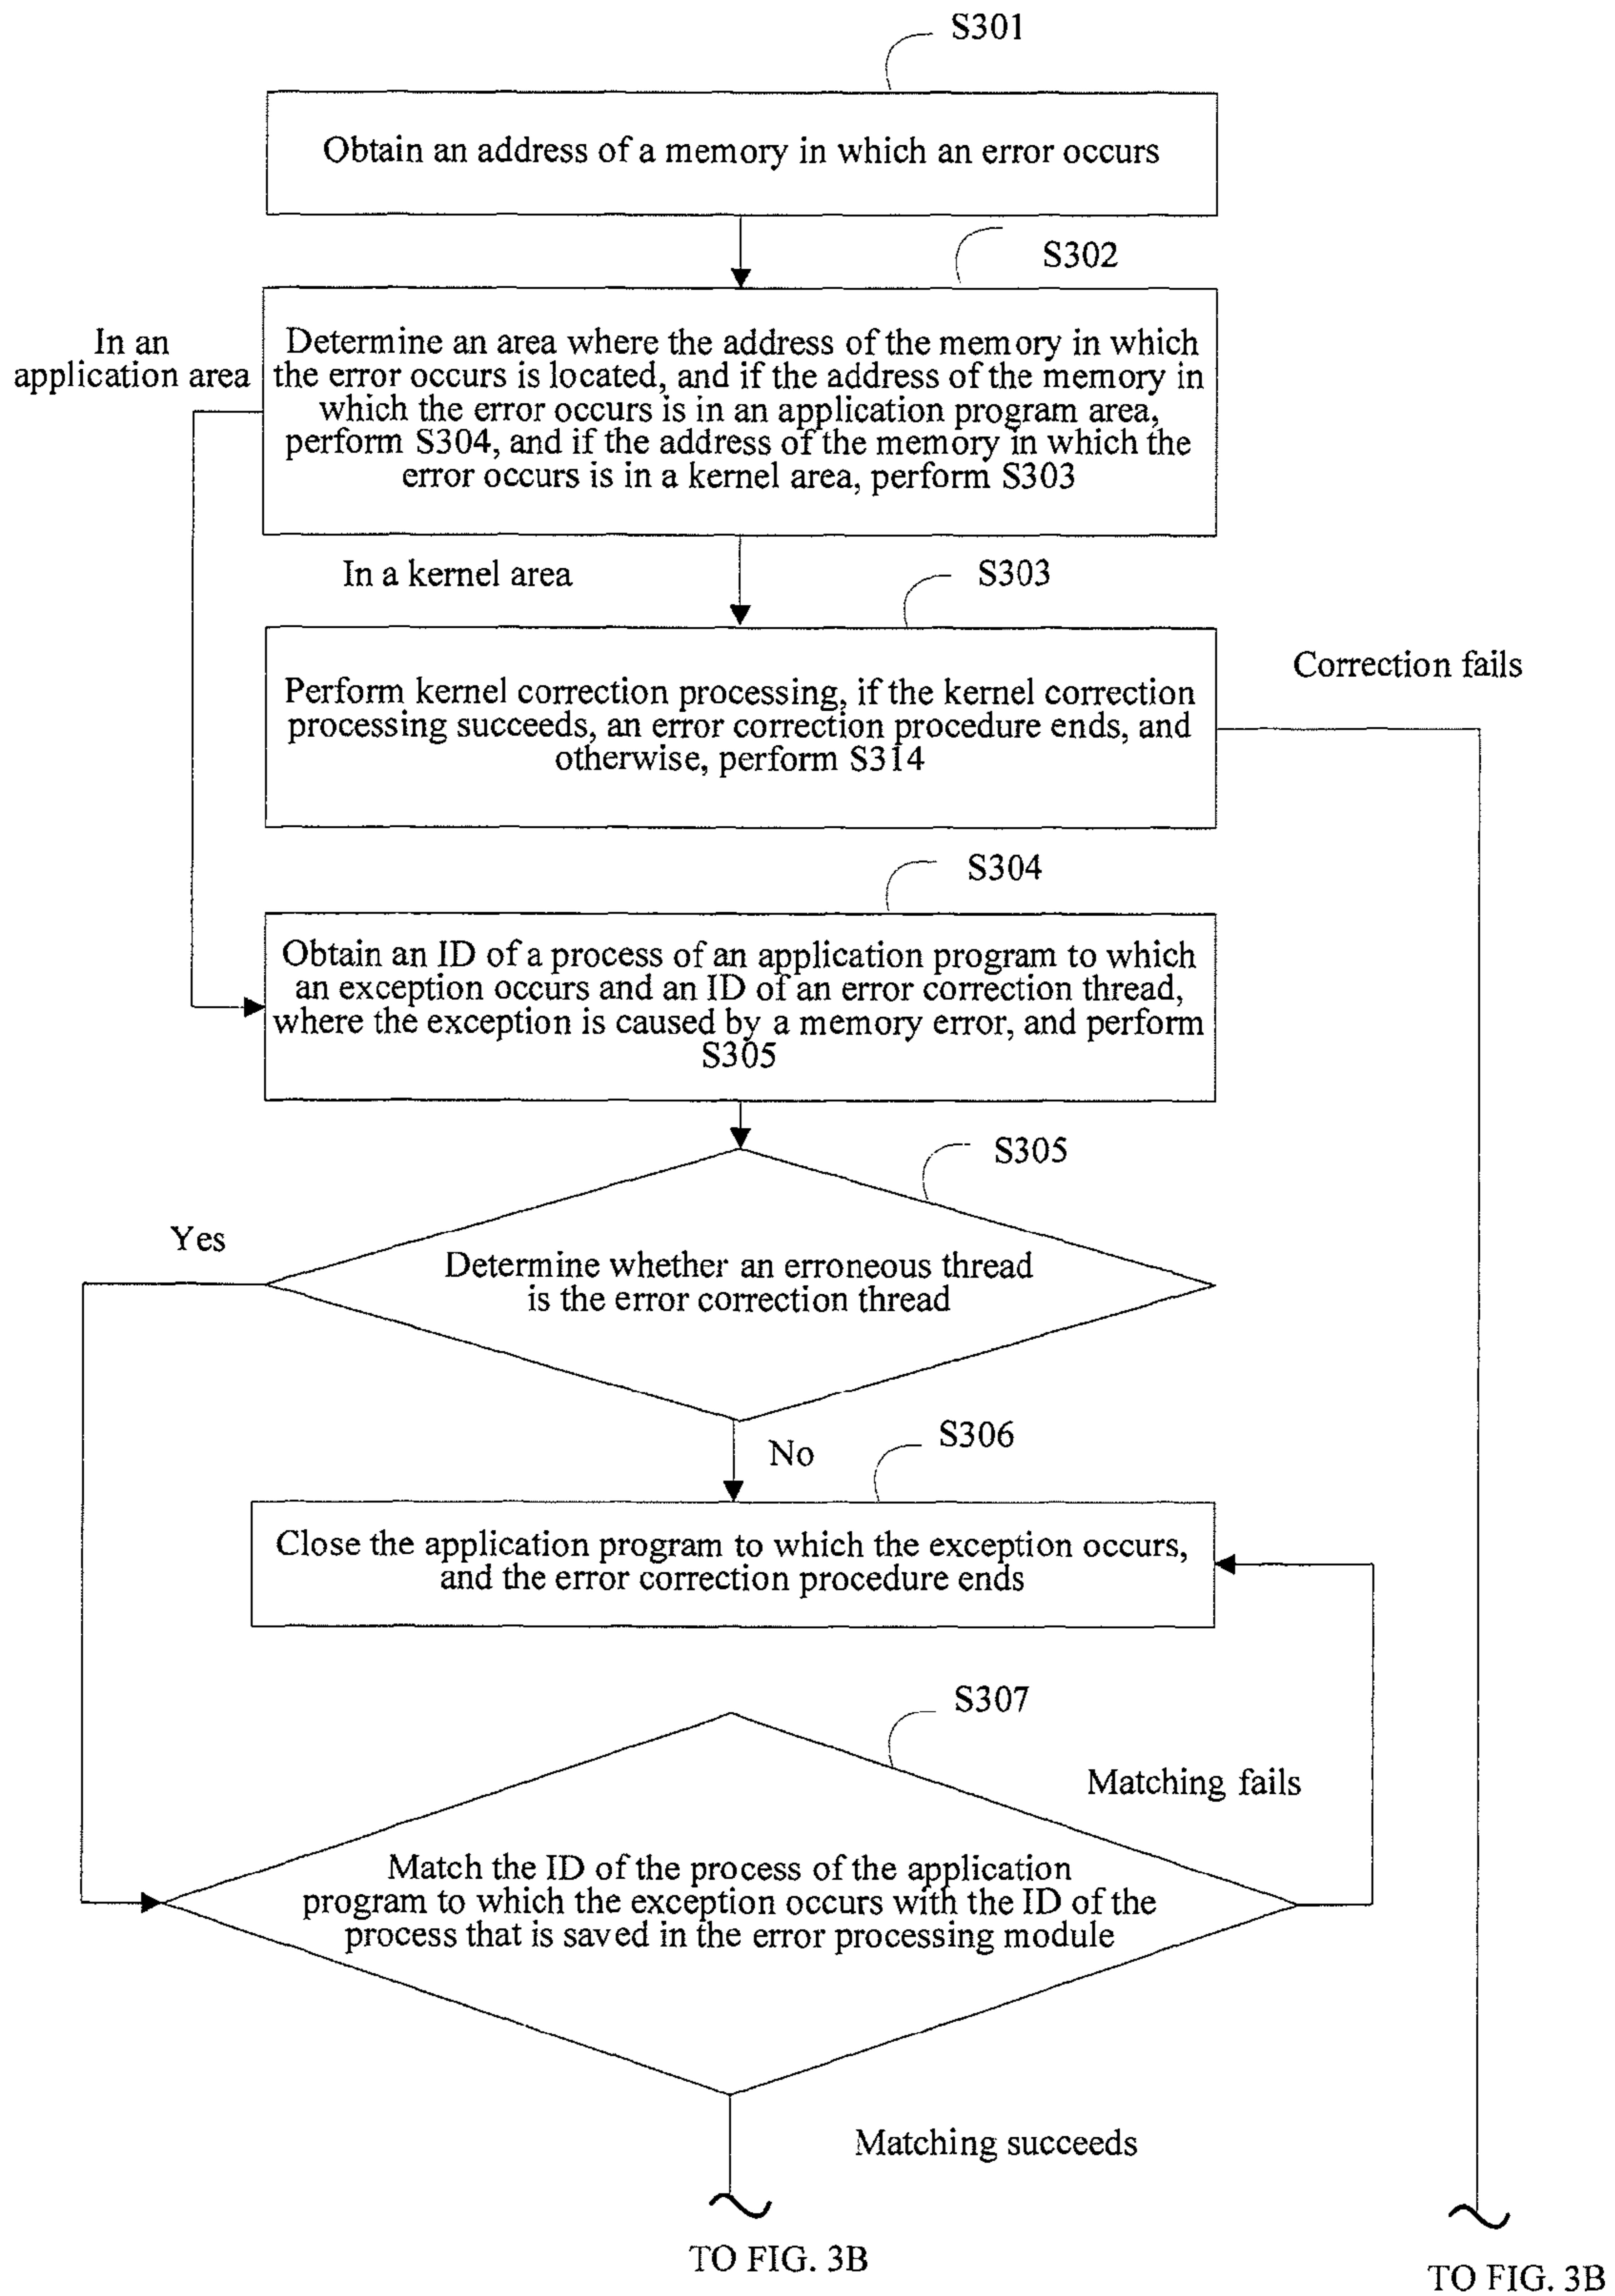 S301
Obtain an address of a memory in which an error occurs
S302
In an
application area
Determine an area where the address of the memory in which
the error occurs is located, and if the address of the memory in
which the error occurs is in an application program area,
perform S304, and if the address of the memory in which the
error occurs is in a kernel area, perform S303
In a kernel area
S303
Correction fails
Perform kernel correction processing, if the kernel correction
processing succeeds, an error correction procedure ends, and
otherwise, perform S314
S304
Obtain an ID of a process of an application program to which
an exception occurs and an ID of an error correction thread,
where the exception is caused by a memory error, and perform
S305
S305
Yes
Determine whether an erroneous thread
is the error correction thread
No
S306
Close the application program to which the exception occurs,
and the error correction procedure ends
S307
Matching fails
Match the ID of the process of the application
program to which the exception occurs with the ID of the
process that is saved in the error processing module
Matching succeeds
TO FIG. 3B
TO FIG. 3B